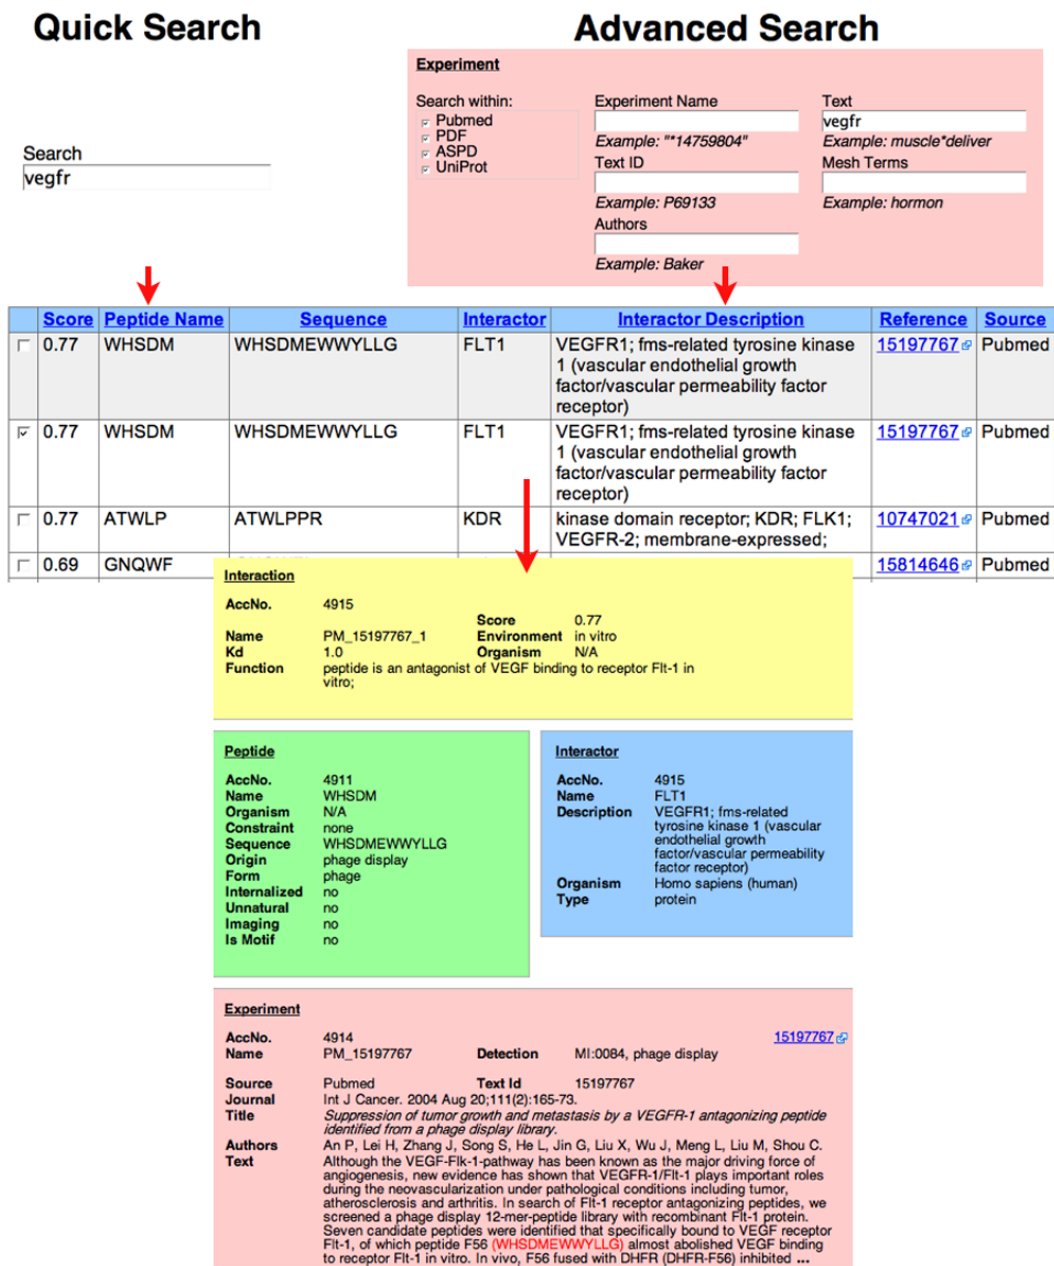 Quick Search
Advanced Search
Search
vegfr
Experiment
Search within:
Pubmed
PDF
ASPD
UniProt
Experiment Name
Example: "*14759804"
Text ID
Example: P69133
Authors
Example: Baker
Text
vegfr
Example: muscle*deliver
Mesh Terms
Example: hormon
Score Peptide Name Sequence Interactor Interactor Description Reference Source
0.77 WHSDM WHSDMEWWYLLG FLT1 VEGFR1; fms-related tyrosine kinase 15197767 Pubmed
1 (vascular endothelial growth
factor/vascular permeability factor
receptor)
0.77 WHSDM WHSDMEWWYLLG FLT1 VEGFR1; fms-related tyrosine kinase 15197767 Pubmed
1 (vascular endothelial growth
factor/vascular permeability factor
receptor)
0.77 ATWLP ATWLPPR KDR kinase domain receptor; KDR; FLK1; 10747021 Pubmed
VEGFR-2; membrane-expressed;
0.69 GNQWF 15814646 Pubmed
Interaction
AccNo. 4915
Score 0.77
Name PM_15197767_1 Environment in vitro
Kd 1.0 Organism N/A
Function peptide is an antagonist of VEGF binding to receptor Flt-1 in
vitro;
Peptide
AccNo. 4911
Name WHSDM
Organism N/A
Constraint none
Sequence WHSDMEWWYLLG
Origin phage display
Form phage
Internalized no
Unnatural no
Imaging no
Is Motif no
Interactor
AccNo. 4915
Name FLT1
Description VEGFR1; fms-related
tyrosine kinase 1 (vascular
endothelial growth
factor/vascular permeability
factor receptor)
Organism Homo sapiens (human)
Type protein
Experiment
AccNo. 4914 15197767
Name PM_15197767 Detection MI:0084, phage display
Source Pubmed Text Id 15197767
Journal Int J Cancer. 2004 Aug 20;111(2):165-73.
Title Suppression of tumor growth and metastasis by a VEGFR-1 antagonizing peptide
identified from a phage display library.
Authors An P, Lei H, Zhang J, Song S, He L, Jin G, Liu X, Wu J, Meng L, Liu M, Shou C.
Text Although the VEGF-Flk-1-pathway has been known as the major driving force of
angiogenesis, new evidence has shown that VEGFR-1/Flt-1 plays important roles
during the neovascularization under pathological conditions including tumor,
atherosclerosis and arthritis. In search of Flt-1 receptor antagonizing peptides, we
screened a phage display 12-mer-peptide library with recombinant Flt-1 protein.
Seven candidate peptides were identified that specifically bound to VEGF receptor
Flt-1, of which peptide F56 (WHSDMEWWYLLG) almost abolished VEGF binding
to receptor Flt-1 in vitro. In vivo, F56 fused with DHFR (DHFR-F56) inhibited ...